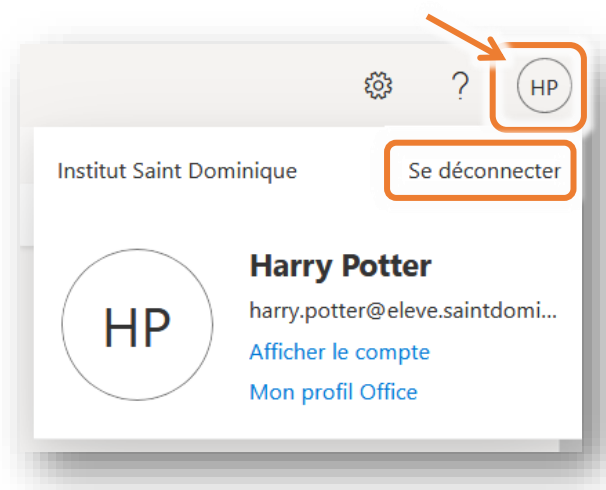 ? HP
Institut Saint Dominique Se déconnecter
HP
Harry Potter
harry.potter@eleve.saintdomi...
Afficher le compte
Mon profil Office